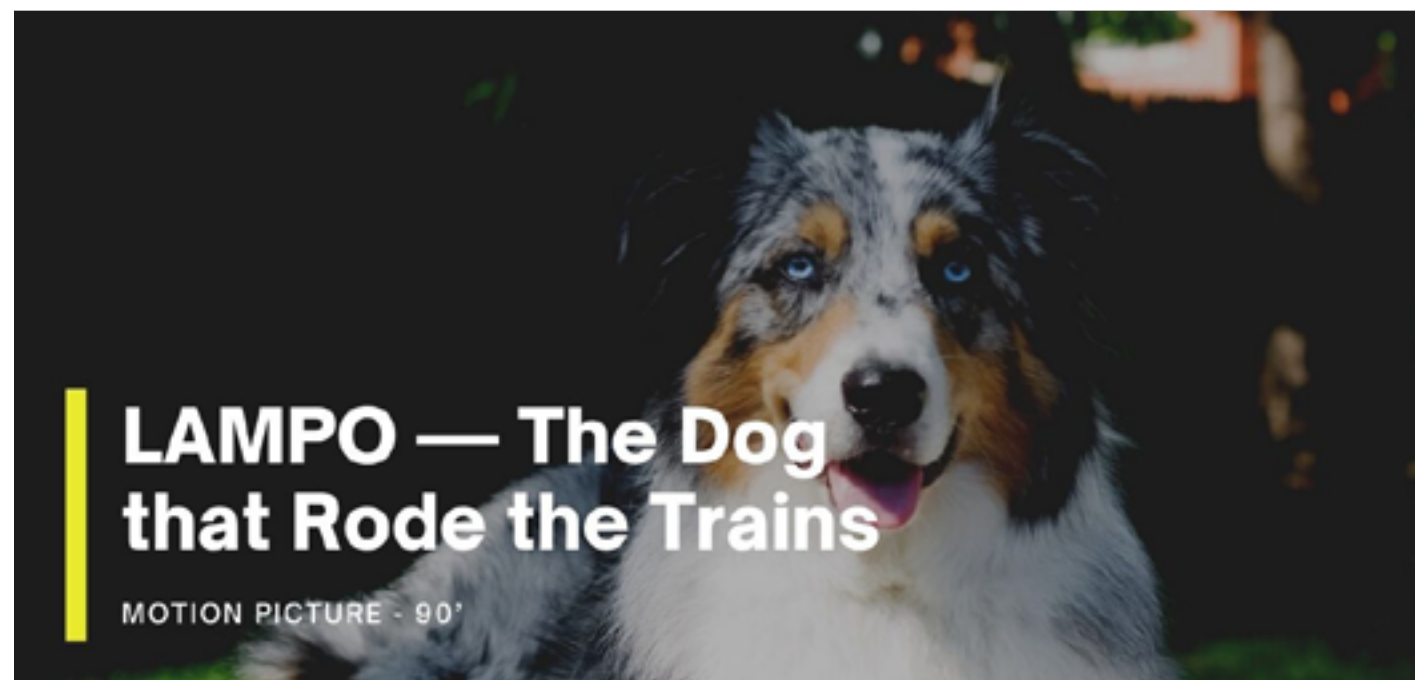 LAMPO — The Dog
that Rode the Trains
MOTION PICTURE - 90’